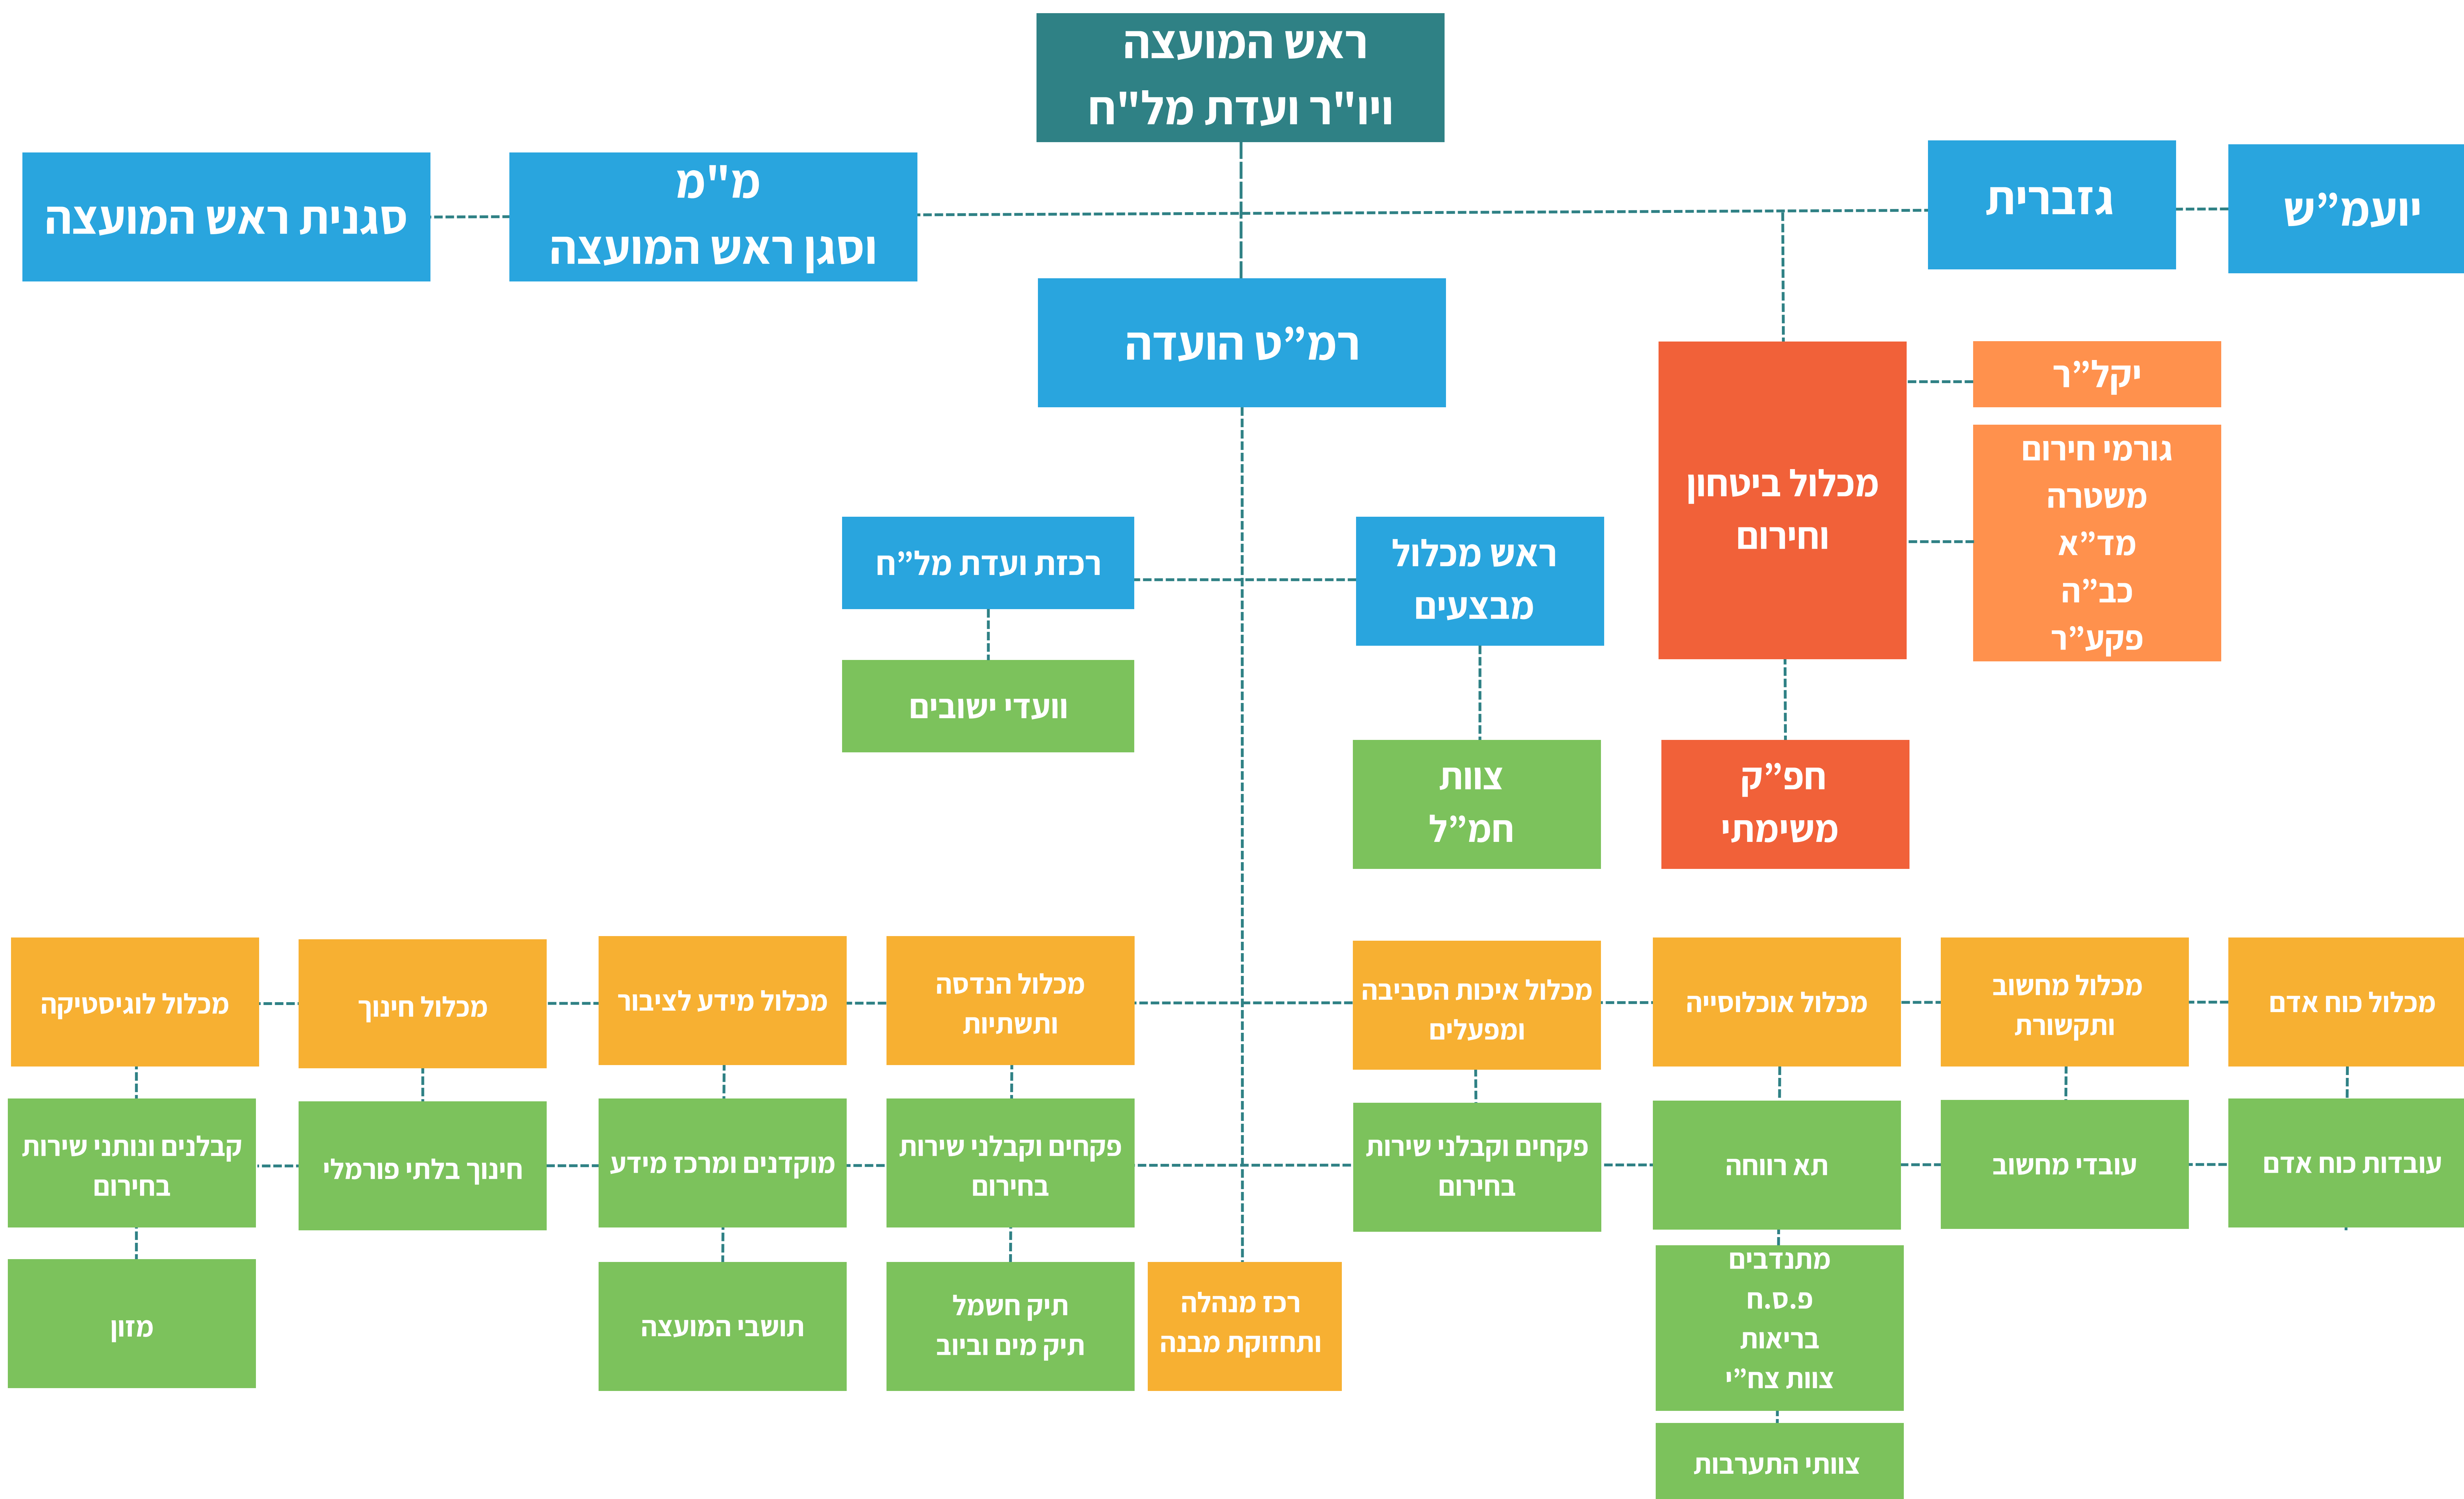 ראש המועצה
ויו"ר ועדת מל"ח
יועמ”ש
גזברית
מ"מ
וסגן ראש המועצה
סגנית ראש המועצה
רמ”ט הועדה
יקל”ר
גורמי חירום
משטרה
מד”א
כב”ה
פקע”ר
מכלול ביטחון
וחירום
ראש מכלול
מבצעים
רכזת ועדת מל”ח
וועדי ישובים
חפ”ק
משימתי
צוות
חמ”ל
מכלול כוח אדם
מכלול מחשוב
ותקשורת
מכלול אוכלוסייה
מכלול איכות הסביבה
ומפעלים
מכלול הנדסה
ותשתיות
מכלול מידע לציבור
מכלול חינוך
מכלול לוגיסטיקה
עובדות כוח אדם
עובדי מחשוב
תא רווחה
פקחים וקבלני שירות
בחירום
פקחים וקבלני שירות
בחירום
מוקדנים ומרכז מידע
חינוך בלתי פורמלי
קבלנים ונותני שירות
בחירום
מתנדבים
פ.ס.ח
בריאות
צוות צח”י
רכז מנהלה
ותחזוקת מבנה
תיק חשמל
תיק מים וביוב
תושבי המועצה
מזון
צוותי התערבות